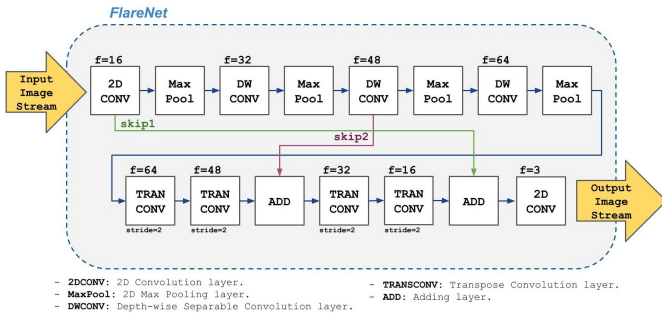 FlareNet
Input
Image
Stream
f=16
2D
CONV
Max
Pool
f=32
DW
CONV
Max
Pool
f=48
DW
CONV
Max
Pool
f=64
DW
CONV
Max
Pool
skip1
skip2
f=64
TRAN
CONV
stride=2
f=48
TRAN
CONV
stride=2
ADD
f=32
TRAN
CONV
stride=2
f=16
TRAN
CONV
stride=2
ADD
f=3
2D
CONV
Output
Image
Stream
- 2DCONV: 2D Convolution layer.
- MaxPool: 2D Max Pooling layer.
- DWCONV: Depth-wise Separable Convolution layer.
- TRANSCONV: Transpose Convolution layer.
- ADD: Adding layer.